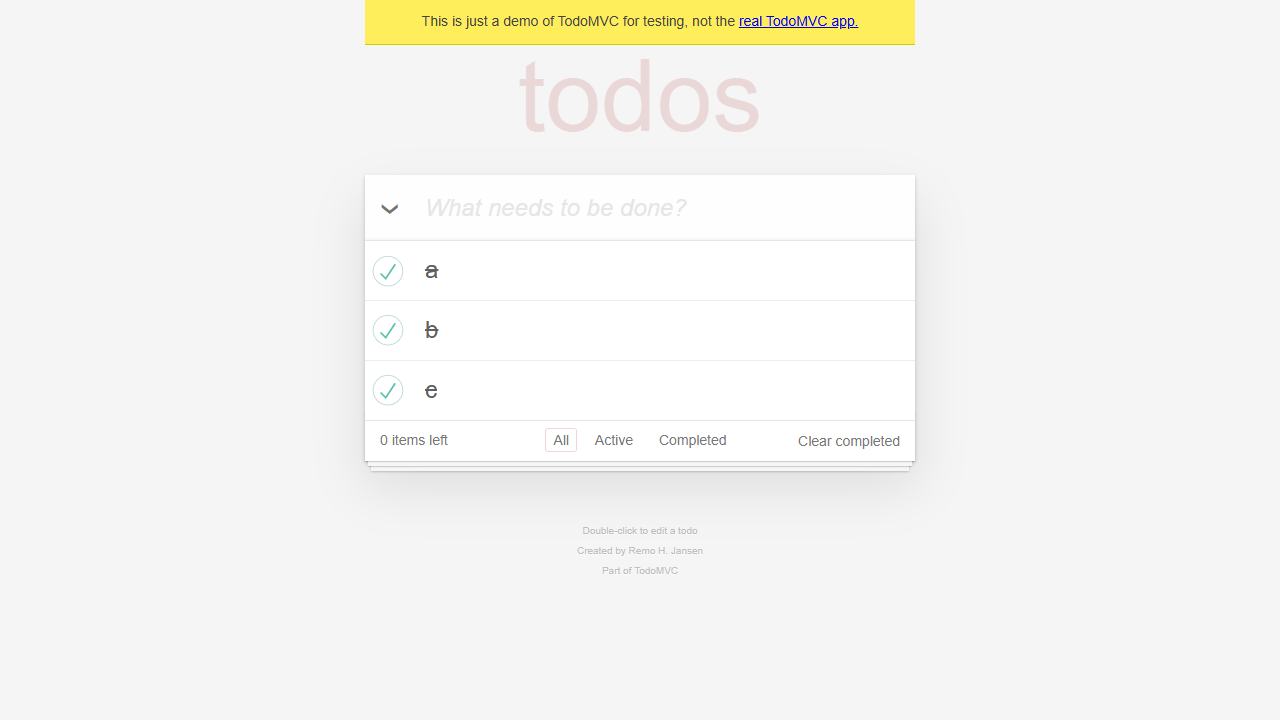 This is just a demo of TodoMVC for testing, not the real TodoMVC app.
todos
What needs to be done?
a
b
c
0 items left All Active Completed Clear completed
Double-click to edit a todo
Created by Remo H. Jansen
Part of TodoMVC